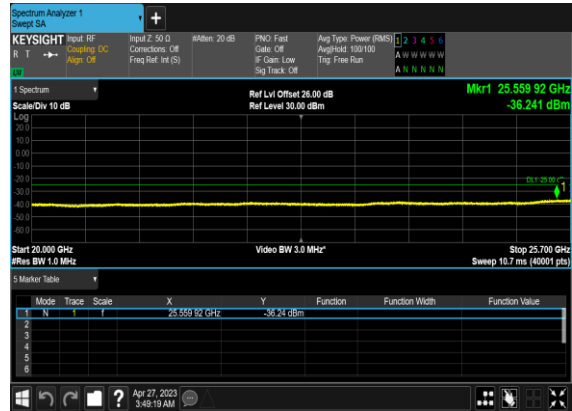 Spectrum Analyzer 1
Swept SA
+
KEYSIGHT Input: RF Input Z: 50 Ω #Atten: 20 dB PNO: Fast Avg Type: Power (RMS) 1 2 3 4 5 6
R T Coupling: DC Corrections: Off Gate: Off Avg|Hold: 100/100 A W W W W W
Align: Off Freq Ref: Int (S) IF Gain: Low Trig: Free Run
Sig Track: Off A N N N N N
1 Spectrum Ref Lvl Offset 26.00 dB Mkr1 25.559 92 GHz
Scale/Div 10 dB Ref Level 30.00 dBm -36.241 dBm
Log
20.0
10.0
0.00
-10.0
-20.0
-30.0
-40.0
-50.0
-60.0
1
Start 20.000 GHz Video BW 3.0 MHz* Stop 25.700 GHz
#Res BW 1.0 MHz Sweep 10.7 ms (40001 pts)
5 Marker Table
Mode Trace Scale X Y Function Function Width Function Value
1 N 1 f 25.559 92 GHz -36.24 dBm
2
3
4
5
6
? Apr 27, 2023
3:49:19 AM